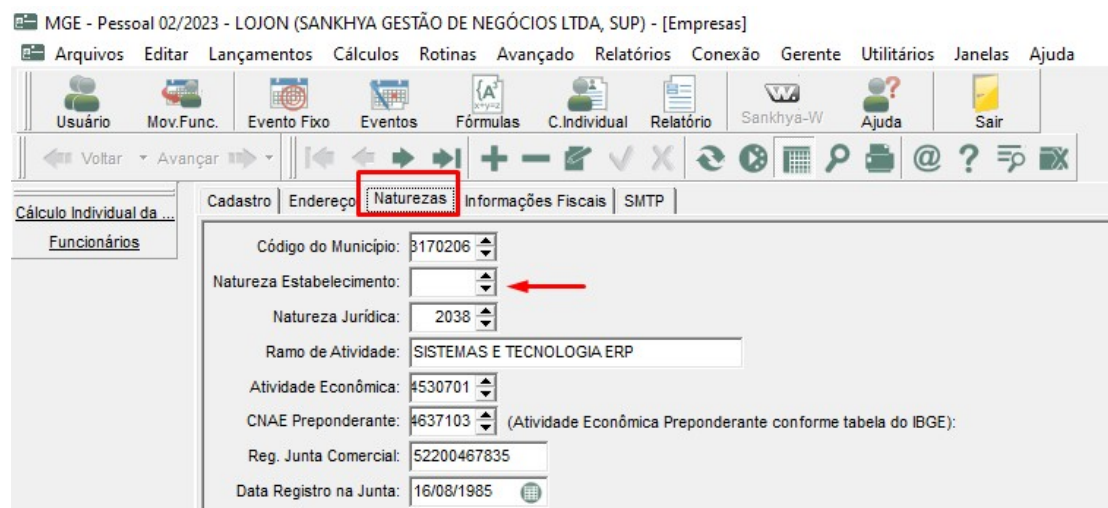 MGE - Pessoal 02/2023 - LOJON (SANKHYA GESTÃO DE NEGÓCIOS LTDA, SUP) - [Empresas]
Arquivos Editar Lançamentos Cálculos Rotinas Avançado Relatórios Conexão Gerente Utilitários Janelas Ajuda
Usuário Mov.Func. Evento Fixo Eventos Fórmulas C.Individual Relatório Sankhya-W Ajuda Sair
Voltar Avançar
Cálculo Individual da ...
Funcionários
Cadastro Endereço Naturezas Informações Fiscais SMTP
Código do Município: 3170206
Natureza Estabelecimento:
Natureza Jurídica: 2038
Ramo de Atividade: SISTEMAS E TECNOLOGIA ERP
Atividade Econômica: 4530701
CNAE Preponderante: 4637103 (Atividade Econômica Preponderante conforme tabela do IBGE):
Reg. Junta Comercial: 52200467835
Data Registro na Junta: 16/08/1985